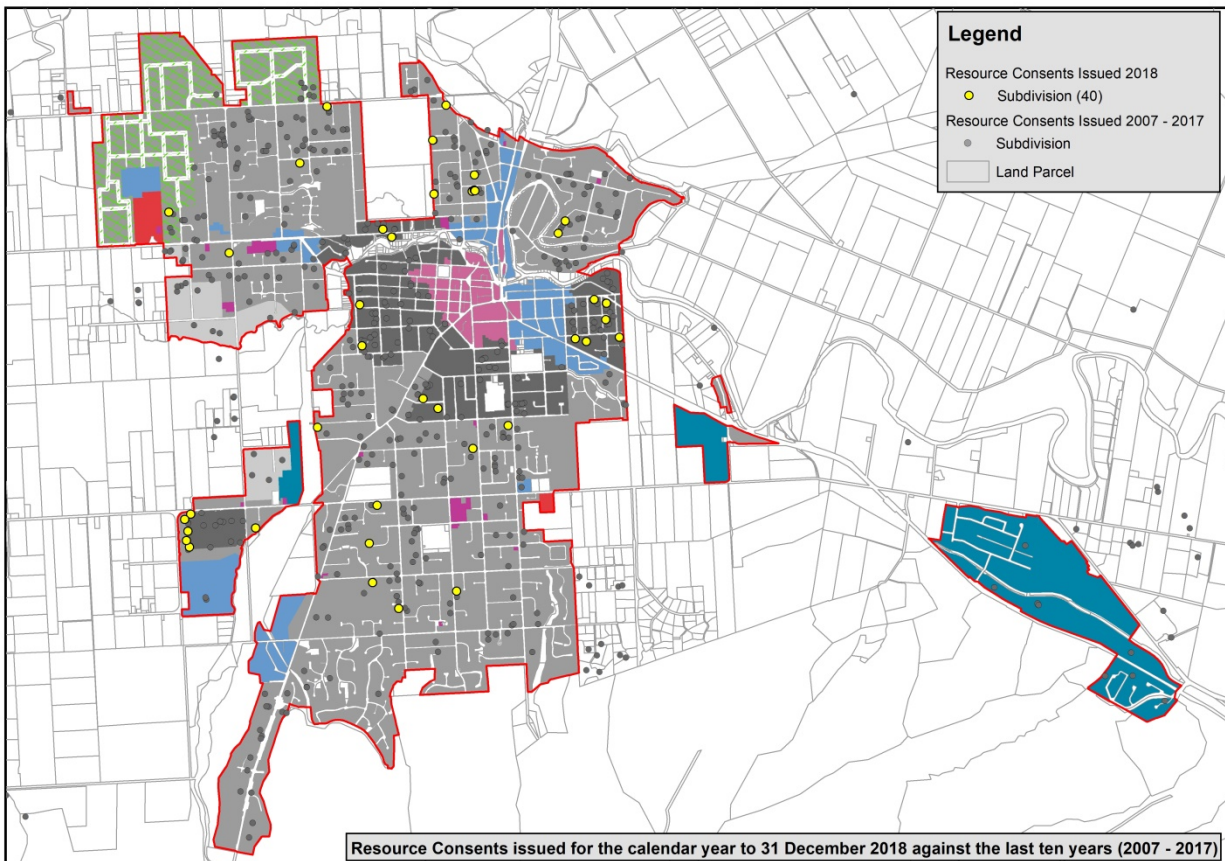 Legend
Resource Consents Issued 2018
Subdivision (40)
Resource Consents Issued 2007 - 2017
Subdivision
Land Parcel
Resource Consents issued for the calendar year to 31 December 2018 against the last ten years (2007 - 2017)